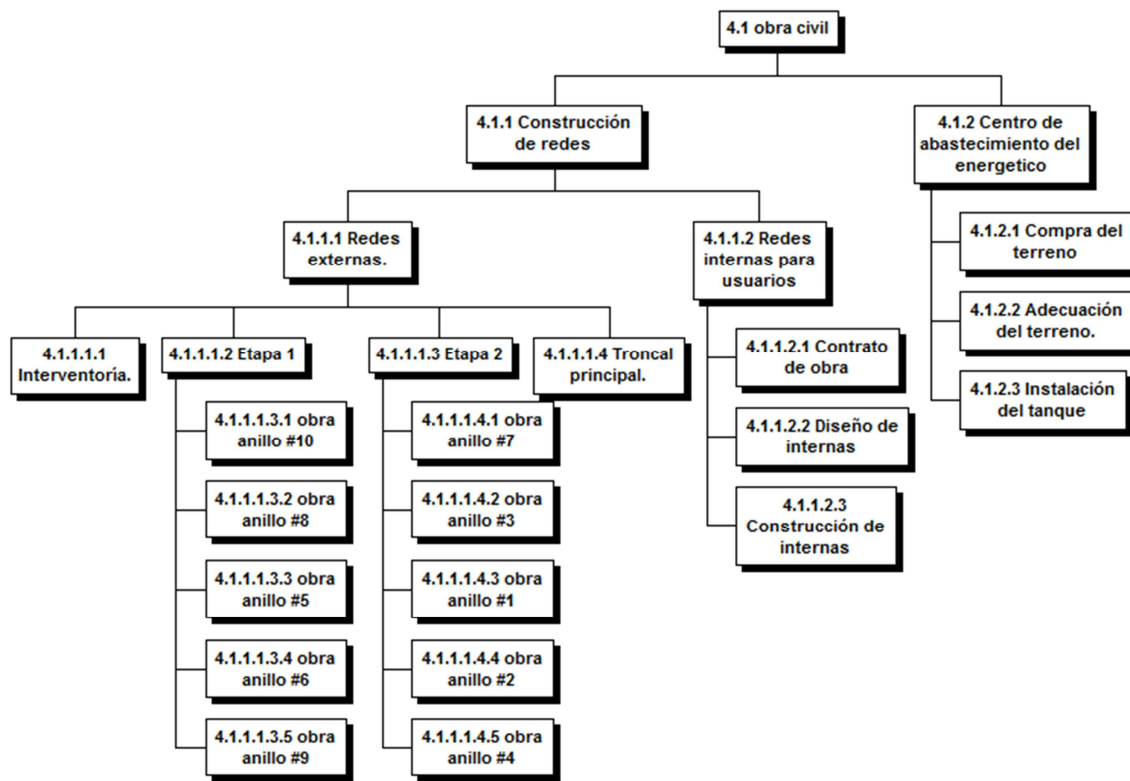 4.1 obra civil
4.1.1 Construcción
de redes
4.1.2 Centro de
abastecimiento del
energetico
4.1.1.1 Redes
externas.
4.1.1.2 Redes
internas para
usuarios
4.1.2.1 Compra del
terreno
4.1.2.2 Adecuación
del terreno.
4.1.2.3 Instalación
del tanque
4.1.1.1.1
Interventoría.
4.1.1.1.2 Etapa 1
4.1.1.1.3 Etapa 2
4.1.1.1.4 Troncal
principal.
4.1.1.2.1 Contrato
de obra
4.1.1.2.2 Diseño de
internas
4.1.1.2.3
Construcción de
internas
4.1.1.1.3.1 obra
anillo #10
4.1.1.1.3.2 obra
anillo #8
4.1.1.1.3.3 obra
anillo #5
4.1.1.1.3.4 obra
anillo #6
4.1.1.1.3.5 obra
anillo #9
4.1.1.1.4.1 obra
anillo #7
4.1.1.1.4.2 obra
anillo #3
4.1.1.1.4.3 obra
anillo #1
4.1.1.1.4.4 obra
anillo #2
4.1.1.1.4.5 obra
anillo #4